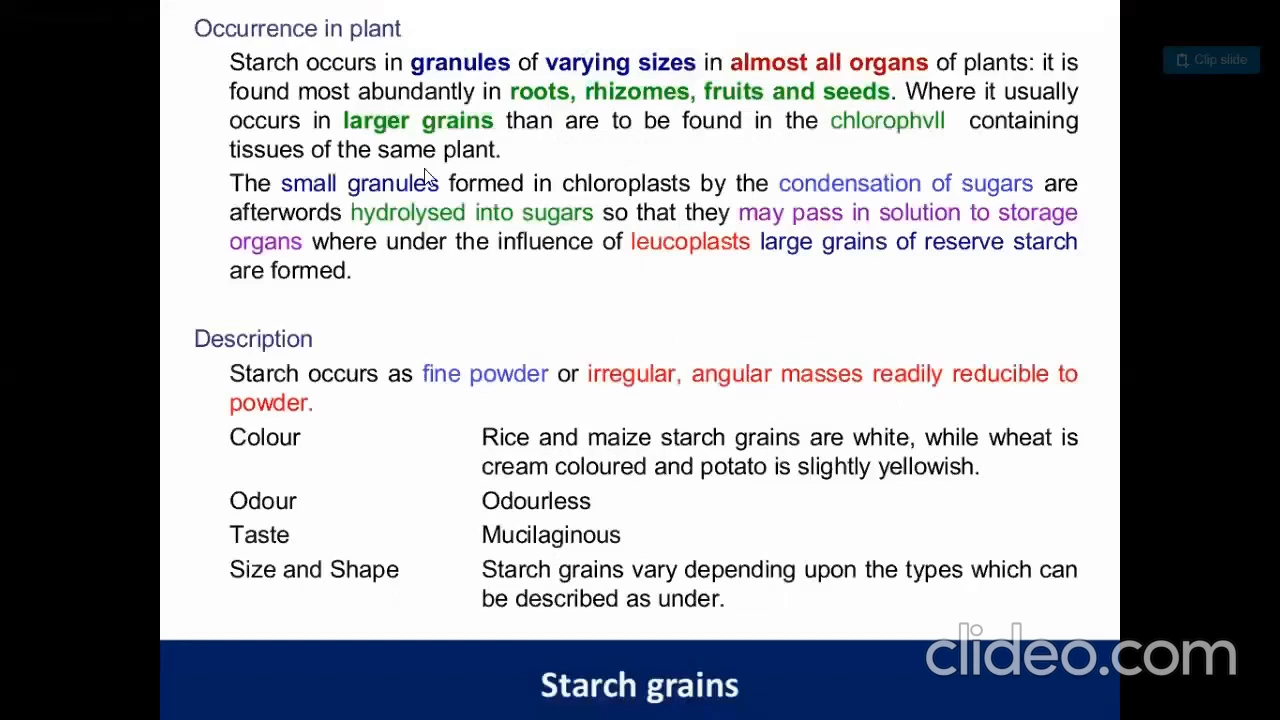 Occurrence in plant
Clip slide
Starch occurs in granules of varying sizes in almost all organs of plants: it is
found most abundantly in roots, rhizomes, fruits and seeds. Where it usually
occurs in larger grains than are to be found in the chlorophvll containing
tissues of the same plant.
The small granules formed in chloroplasts by the condensation of sugars are
afterwords hydrolysed into sugars so that they may pass in solution to storage
organs where under the influence of leucoplasts large grains of reserve starch
are formed.
Description
Starch occurs as fine powder or irregular, angular masses readily reducible to
powder.
Colour Rice and maize starch grains are white, while wheat is
cream coloured and potato is slightly yellowish.
Odour Odourless
Taste Mucilaginous
Size and Shape Starch grains vary depending upon the types which can
be described as under.
clideo.com
Starch grains